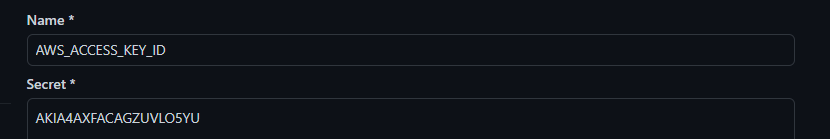 Name *
AWS_ACCESS_KEY_ID
Secret *
AKIA4AXFACAGZUVLO5YU